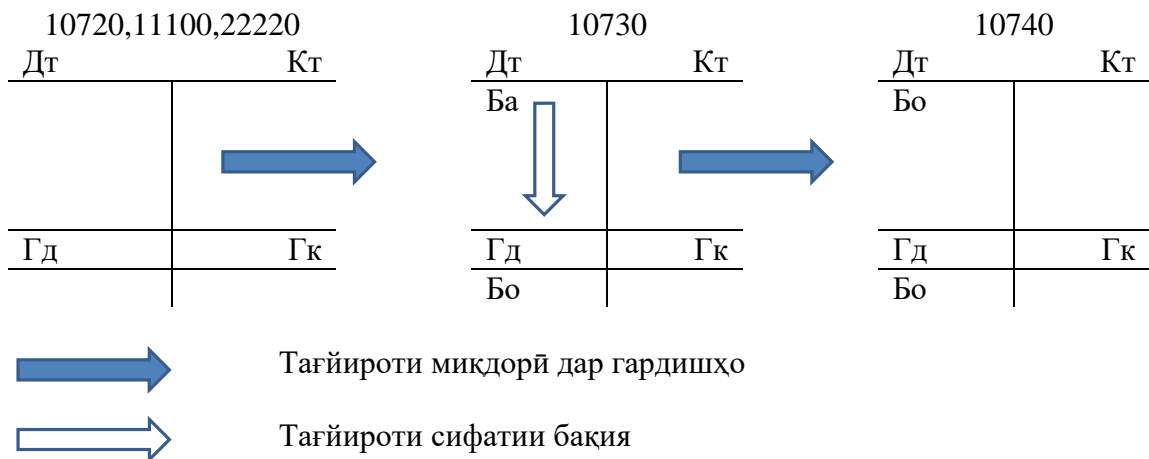 10720,11100,22220 10730 10740
Дт Кт Дт Кт Дт Кт
Ба Бо
Гд Гк Гд Гк Гд Гк
Бо Бо
Тағйироти миқдорӣ дар гардишҳо
Тағйироти сифатии бақия